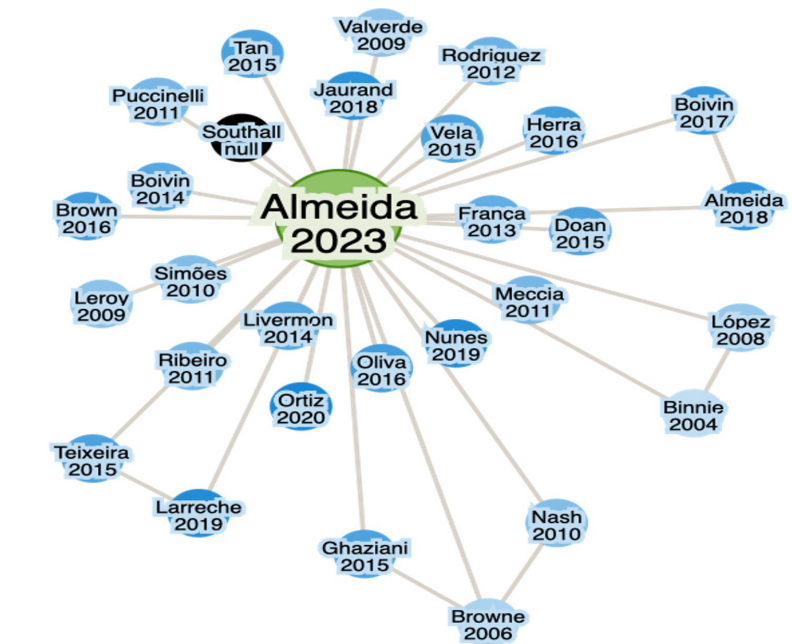 Valverde
2009
Tan
2015
Rodriguez
2012
Puccinelli
2011
Jaurand
2018
Boivin
2017
Southall
null
Vela
2015
Herra
2016
Boivin
2014
Brown
2016
Almeida
2023
França
2013
Doan
2015
Almeida
2018
Simões
2010
Leroy
2009
Meccia
2011
Livermon
2014
López
2008
Nunes
2019
Ribeiro
2011
Oliva
2016
Ortiz
2020
Binnie
2004
Teixeira
2015
Larreche
2019
Nash
2010
Ghaziani
2015
Browne
2006